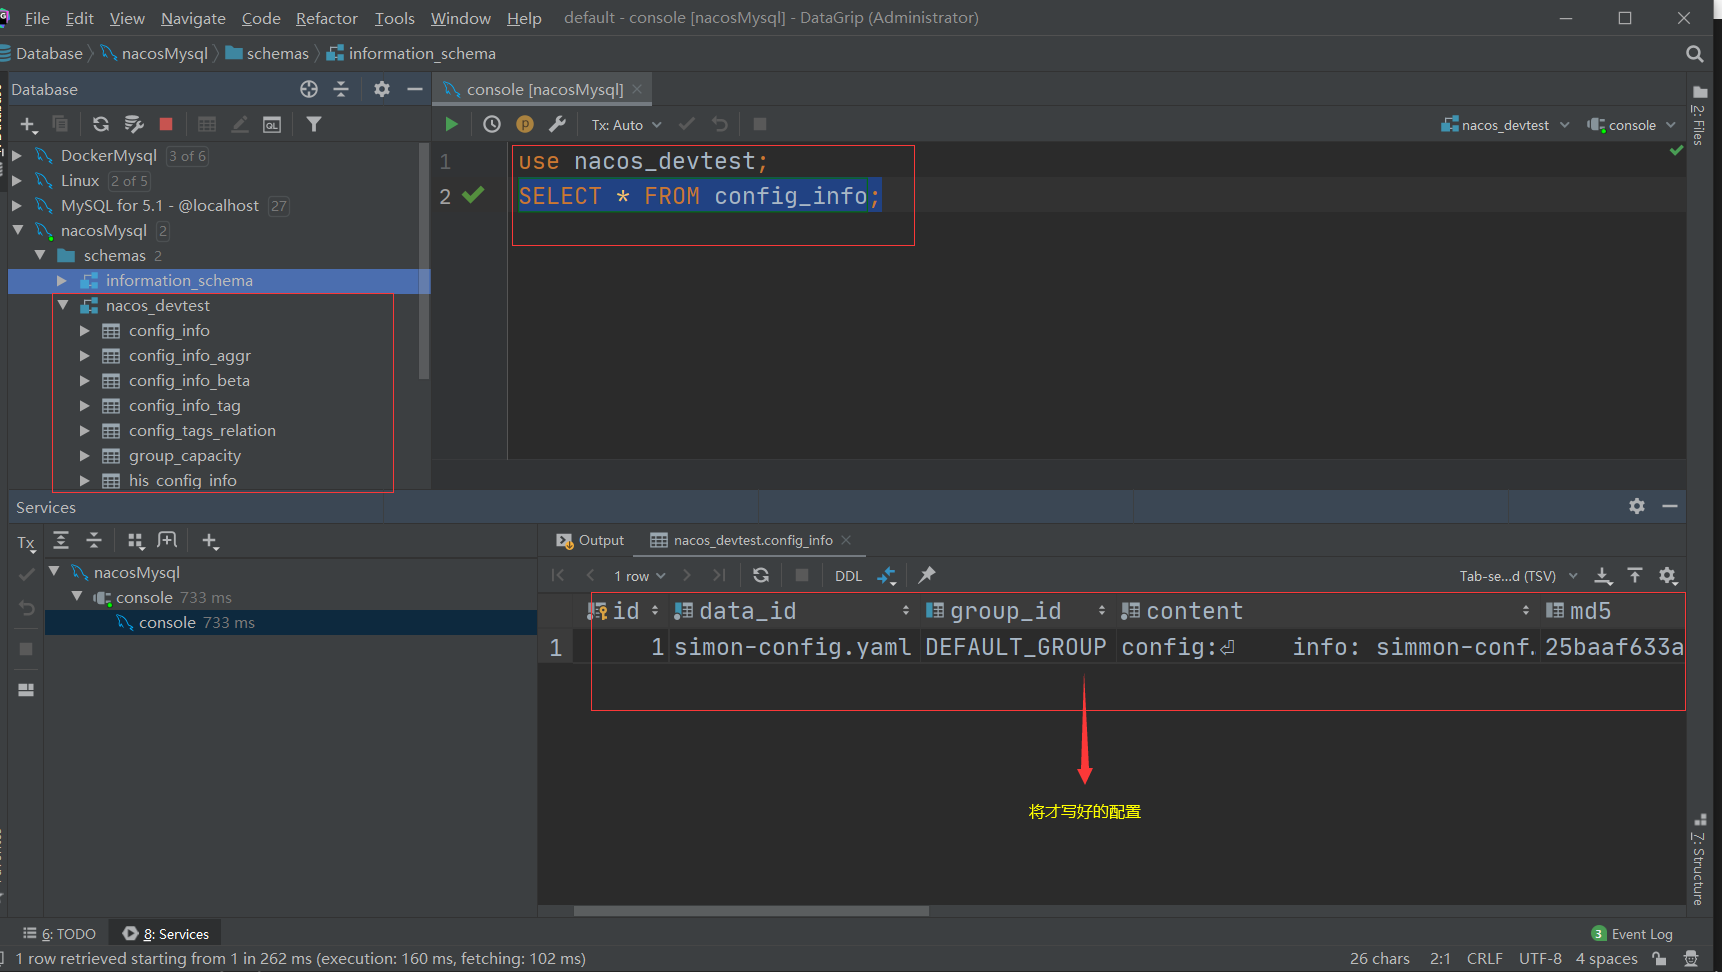 File Edit View Navigate Code Refactor Tools Window Help default - console [nacosMysql] - DataGrip (Administrator)
Database nacosMysql schemas information_schema
Database
console [nacosMysql]
Tx: Auto
nacos_devtest
console
DockerMysql 3 of 6
Linux 2 of 5
MySQL for 5.1 - @localhost 27
nacosMysql 2
schemas 2
information_schema
nacos_devtest
config_info
config_info_aggr
config_info_beta
config_info_tag
config_tags_relation
group_capacity
his_config_info
1 use nacos_devtest;
2 SELECT * FROM config_info;
2: Files
Services
Tx
nacosMysql
console 733 ms
console 733 ms
Output nacos_devtest.config_info
1 row DDL Tab-se...d (TSV)
id data_id group_id content md5
1 1 simon-config.yaml DEFAULT_GROUP config:⏎ info: simmon-conf… 25baaf633a
将才写好的配置
7: Structure
6: TODO 8: Services 3 Event Log
1 row retrieved starting from 1 in 262 ms (execution: 160 ms, fetching: 102 ms) 26 chars 2:1 CRLF UTF-8 4 spaces